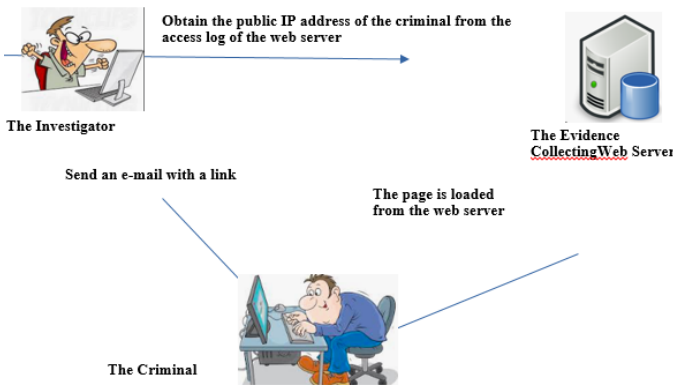 Obtain the public IP address of the criminal from the
access log of the web server
The Investigator
The Evidence
CollectingWeb Server
Send an e-mail with a link
The page is loaded
from the web server
The Criminal